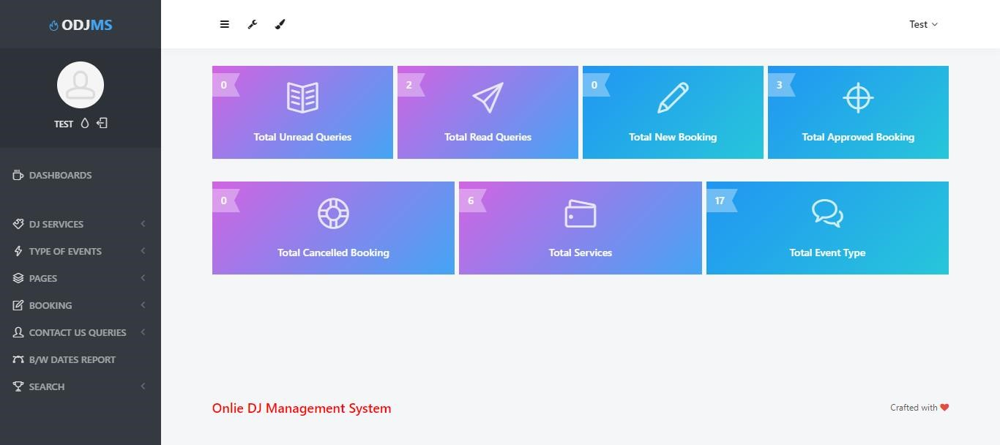 ODJMS
Test
TEST
DASHBOARDS
DJ SERVICES
TYPE OF EVENTS
PAGES
BOOKING
CONTACT US QUERIES
B/W DATES REPORT
SEARCH
0
Total Unread Queries
2
Total Read Queries
0
Total New Booking
3
Total Approved Booking
0
Total Cancelled Booking
6
Total Services
17
Total Event Type
Onlie DJ Management System
Crafted with